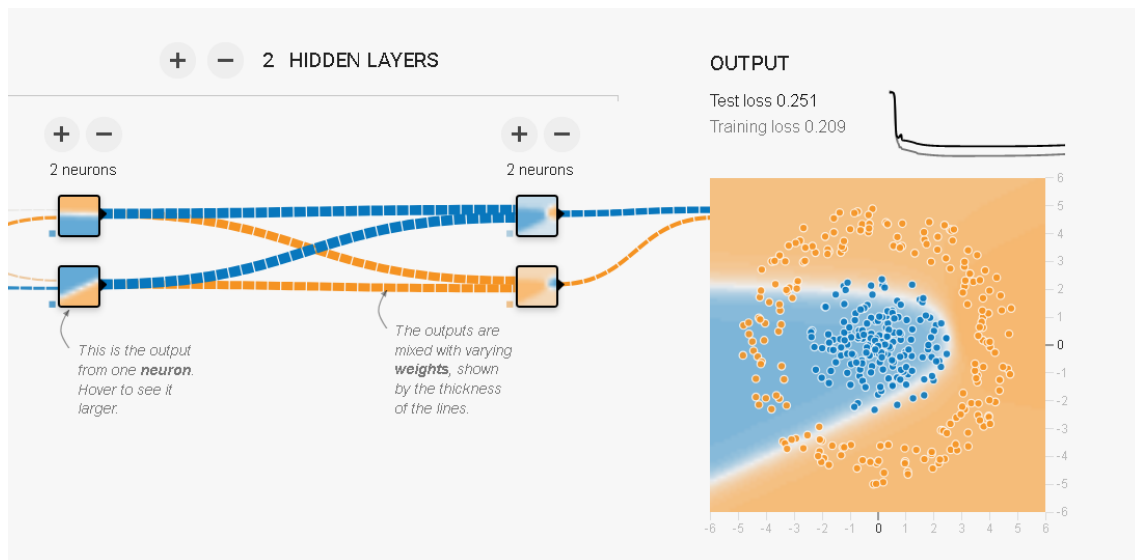 + − 2 HIDDEN LAYERS
OUTPUT
Test loss 0.251
Training loss 0.209
+ −
+ −
2 neurons
2 neurons
This is the output
from one neuron.
Hover to see it
larger.
The outputs are
mixed with varying
weights, shown
by the thickness
of the lines.
6
5
4
3
2
1
0
-1
-2
-3
-4
-5
-6
-6 -5 -4 -3 -2 -1 0 1 2 3 4 5 6